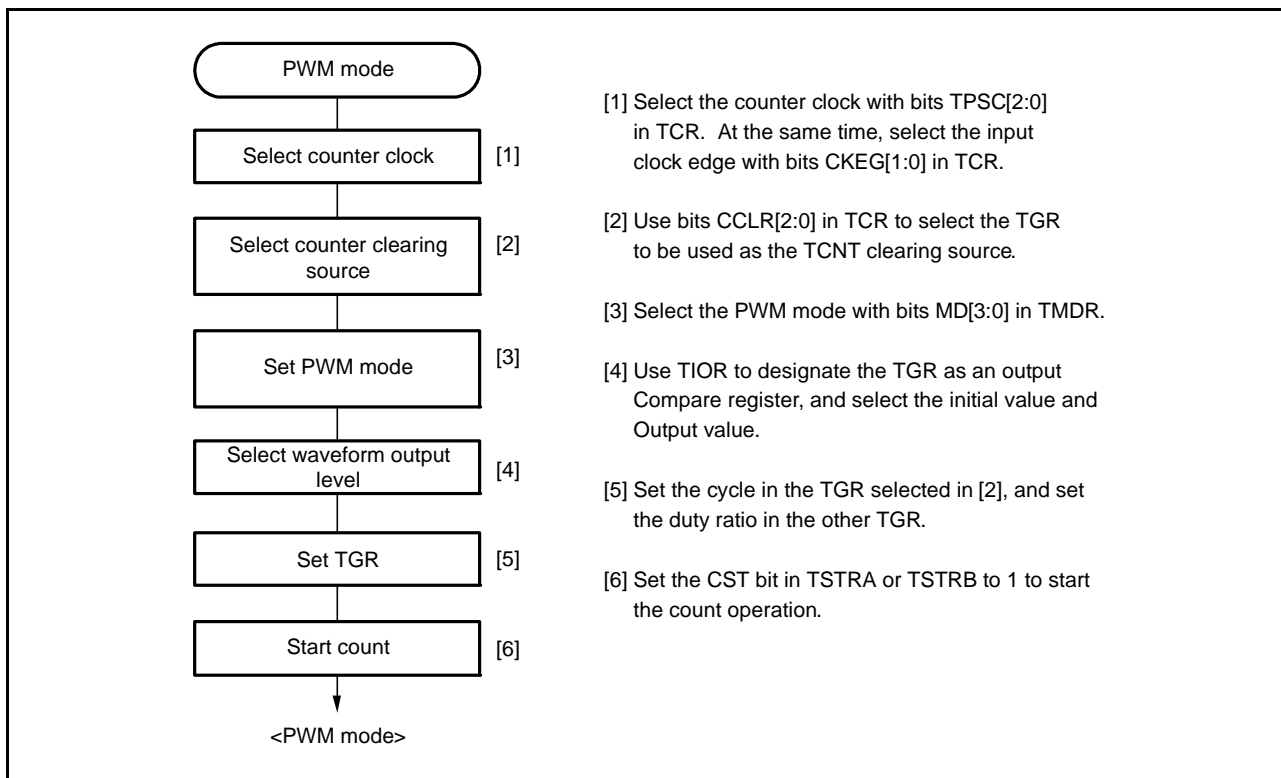 PWM mode
Select counter clock
[1]
Select counter clearing
source
[2]
Set PWM mode
[3]
Select waveform output
level
[4]
Set TGR
[5]
Start count
[6]
<PWM mode>
[1] Select the counter clock with bits TPSC[2:0]
in TCR. At the same time, select the input
clock edge with bits CKEG[1:0] in TCR.
[2] Use bits CCLR[2:0] in TCR to select the TGR
to be used as the TCNT clearing source.
[3] Select the PWM mode with bits MD[3:0] in TMDR.
[4] Use TIOR to designate the TGR as an output
Compare register, and select the initial value and
Output value.
[5] Set the cycle in the TGR selected in [2], and set
the duty ratio in the other TGR.
[6] Set the CST bit in TSTRA or TSTRB to 1 to start
the count operation.